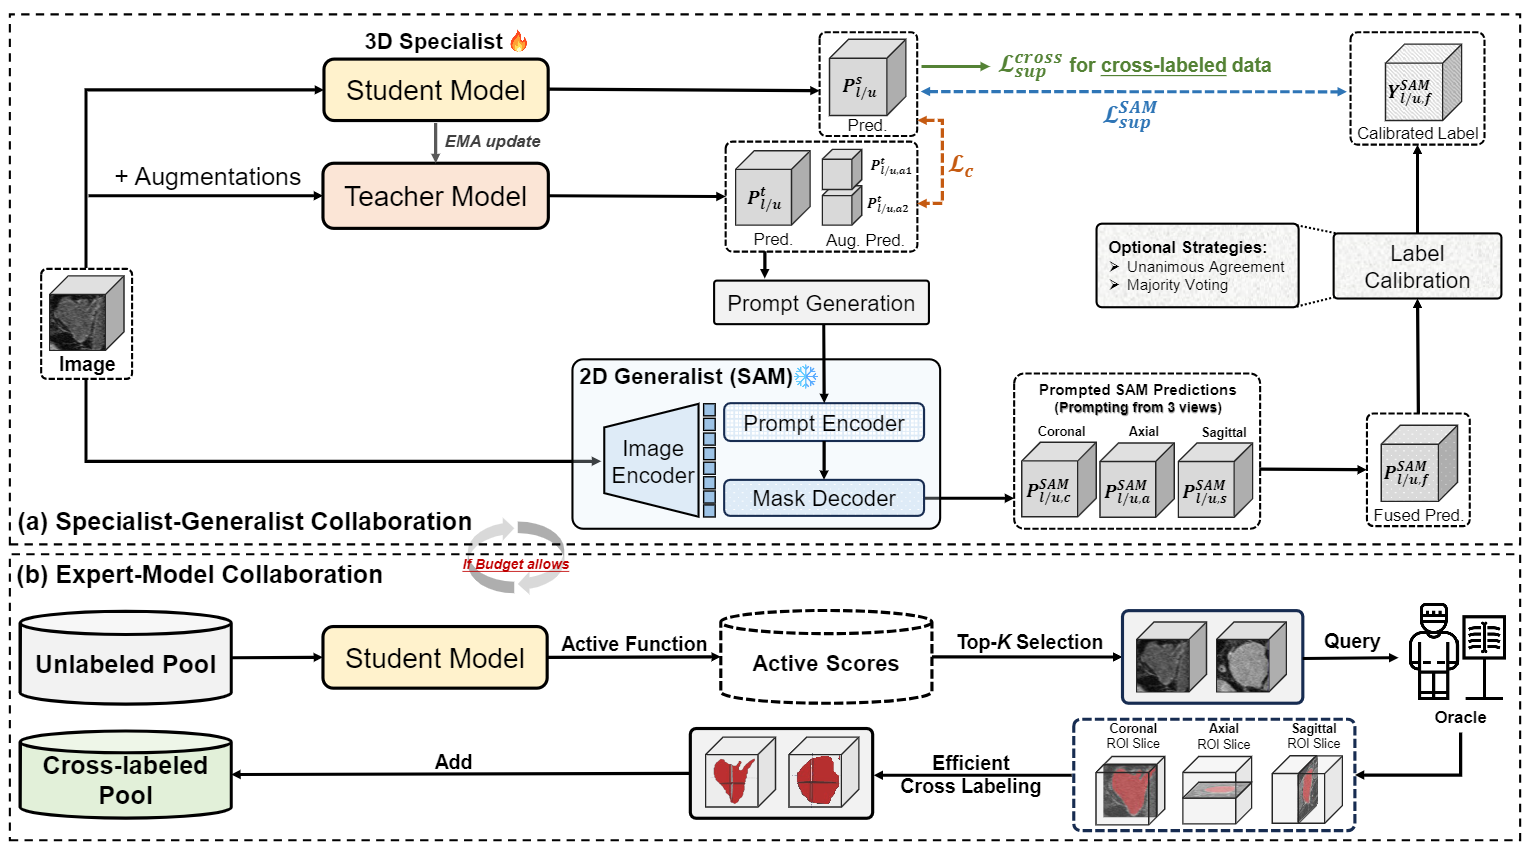 3D Specialist
Student Model
EMA update
+ Augmentations
Teacher Model
Image
P^s_{l/u}
Pred.
P^t_{l/u}
Pred.
P^t_{l/u,a1}
P^t_{l/u,a2}
Aug. Pred.
ℒ^{cross}_{sup} for cross-labeled data
ℒ^{SAM}_{sup}
ℒ_c
Y^{SAM}_{l/u,f}
Calibrated Label
Prompt Generation
Optional Strategies:
➤ Unanimous Agreement
➤ Majority Voting
Label
Calibration
2D Generalist (SAM)
Image
Encoder
Prompt Encoder
Mask Decoder
Prompted SAM Predictions
(Prompting from 3 views)
Coronal
Axial
Sagittal
P^{SAM}_{l/u,c}
P^{SAM}_{l/u,a}
P^{SAM}_{l/u,s}
P^{SAM}_{l/u,f}
Fused Pred.
(a) Specialist-Generalist Collaboration
If Budget allows
(b) Expert-Model Collaboration
Unlabeled Pool
Student Model
Active Function
Active Scores
Top-K Selection
Query
Oracle
Coronal
ROI Slice
Axial
ROI Slice
Sagittal
ROI Slice
Efficient
Cross Labeling
Add
Cross-labeled
Pool